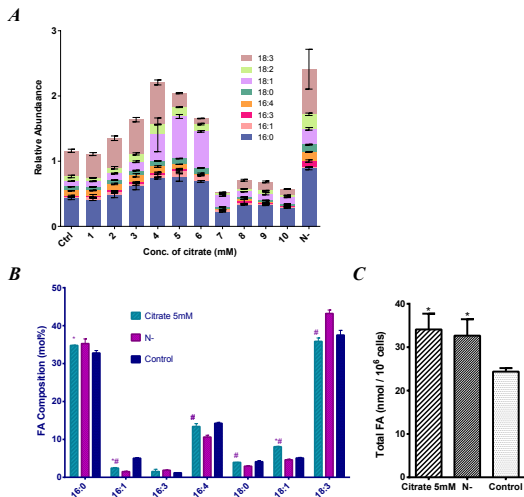 A
3
2
1
0
Relative Abundaance
18:3
18:2
18:1
18:0
16:4
16:3
16:1
16:0
Ctrl 1 2 3 4 5 6 7 8 9 10 N-
Conc. of citrate (mM)
B
50
40
30
20
10
0
FA Composition (mol%)
Citrate 5mM
N-
Control
* *# # # *# #
16:0 16:1 16:3 16:4 18:0 18:1 18:3
C
40
30
20
10
0
Total FA (nmol / 10⁶ cells)
* *
Citrate 5mM N- Control